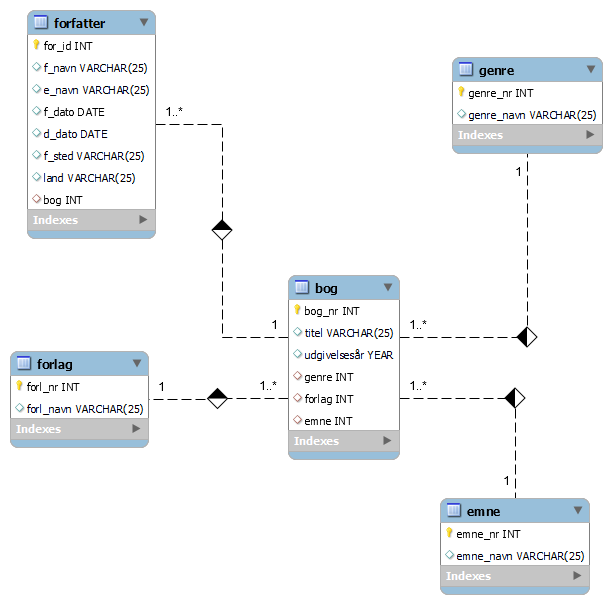 forfatter
for_id INT
f_navn VARCHAR(25)
e_navn VARCHAR(25)
f_dato DATE
d_dato DATE
f_sted VARCHAR(25)
land VARCHAR(25)
bog INT
Indexes
1..*
1
genre
genre_nr INT
genre_navn VARCHAR(25)
Indexes
1
1..*
bog
bog_nr INT
titel VARCHAR(25)
udgivelsesår YEAR
genre INT
forlag INT
emne INT
Indexes
forlag
forl_nr INT
forl_navn VARCHAR(25)
Indexes
1
1..*
1..*
1
emne
emne_nr INT
emne_navn VARCHAR(25)
Indexes